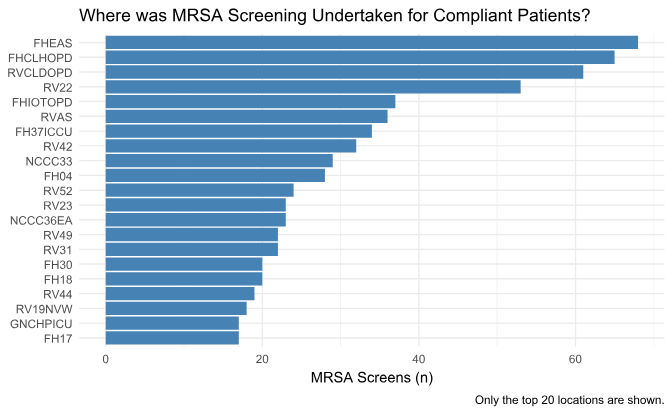 Where was MRSA Screening Undertaken for Compliant Patients?
FHEAS
FHCLHOPD
RVCLDOPD
RV22
FHIOTOPD
RVAS
FH37ICCU
RV42
NCCC33
FH04
RV52
RV23
NCCC36EA
RV49
RV31
FH30
FH18
RV44
RV19NVW
GNCHPICU
FH17
0 20 40 60
MRSA Screens (n)
Only the top 20 locations are shown.